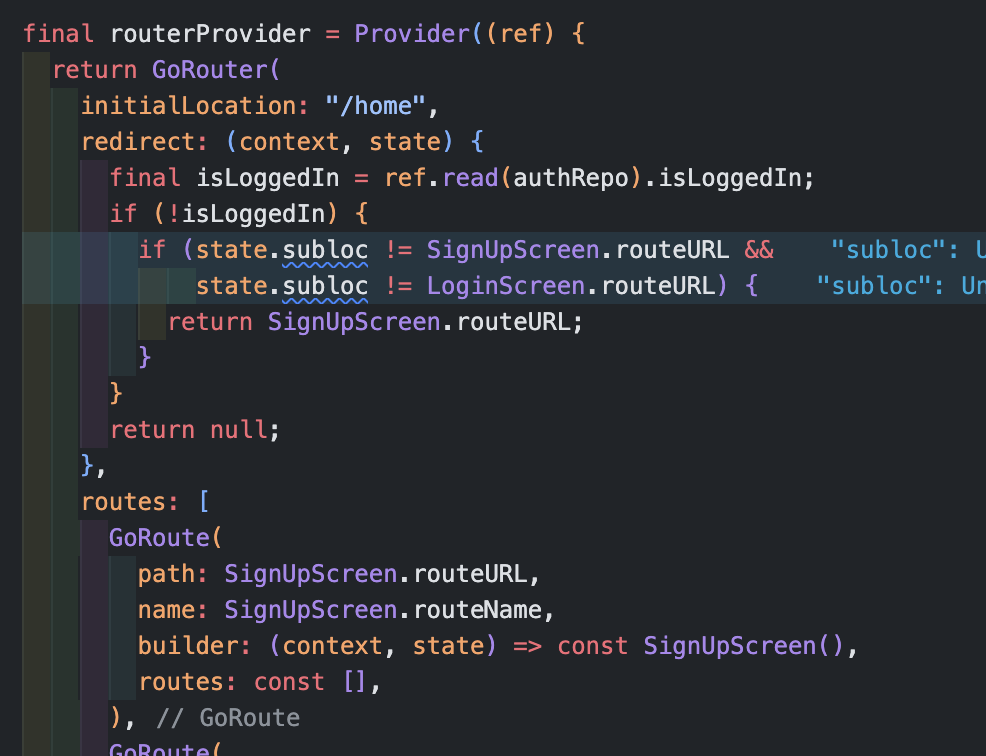 final routerProvider = Provider((ref) {
return GoRouter(
initialLocation: "/home",
redirect: (context, state) {
final isLoggedIn = ref.read(authRepo).isLoggedIn;
if (!isLoggedIn) {
if (state.subloc != SignUpScreen.routeURL && "subloc":
state.subloc != LoginScreen.routeURL) { "subloc":
return SignUpScreen.routeURL;
}
}
return null;
},
routes: [
GoRoute(
path: SignUpScreen.routeURL,
name: SignUpScreen.routeName,
builder: (context, state) => const SignUpScreen(),
routes: const [],
), // GoRoute
GoRoute(